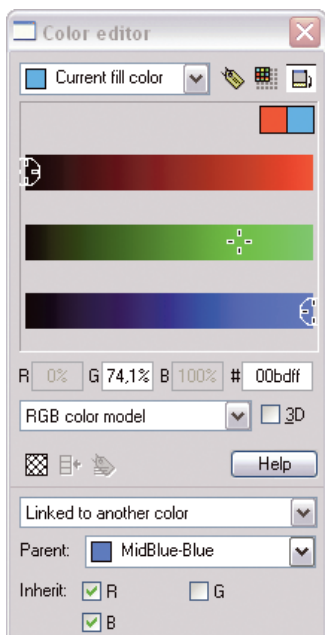 Color editor
Current fill color
R 0% G 74,1% B 100% # 00bdff
RGB color model 3D
Help
Linked to another color
Parent: MidBlue-Blue
Inherit: R G
B